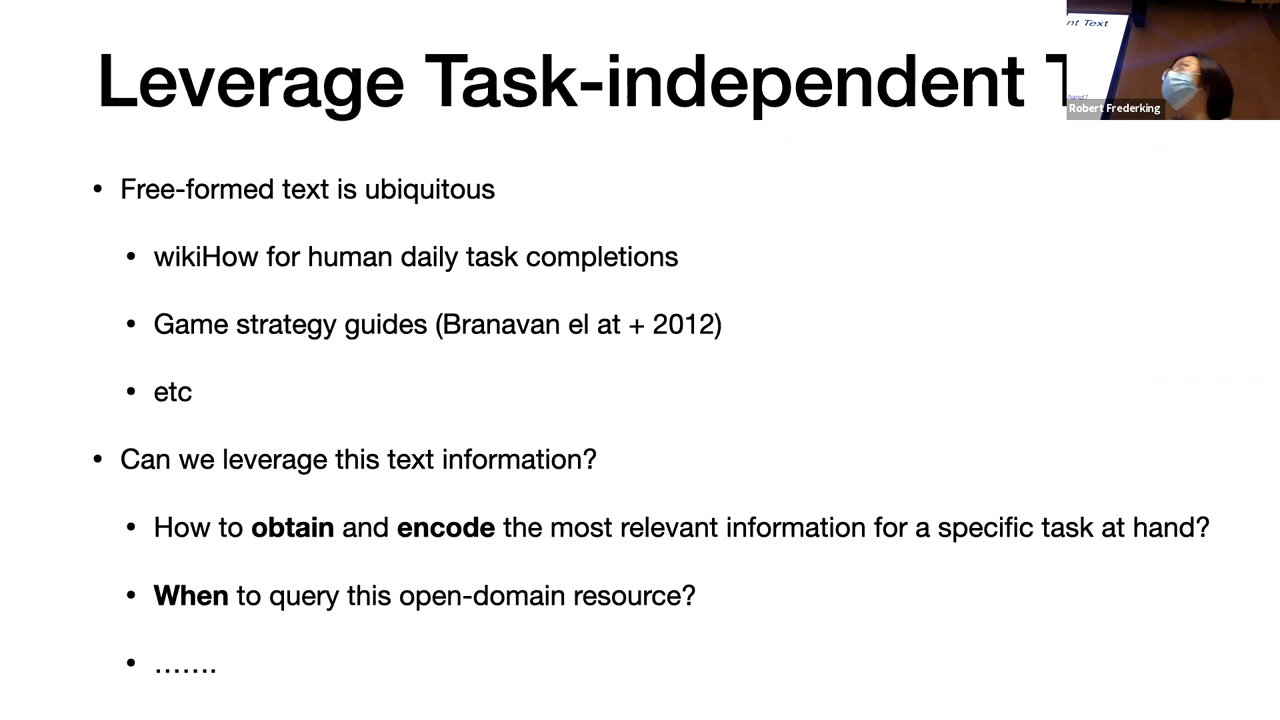 Leverage Task-independent T
nt Text
Robert Frederking
• Free-formed text is ubiquitous
• wikiHow for human daily task completions
• Game strategy guides (Branavan el at + 2012)
• etc
• Can we leverage this text information?
• How to obtain and encode the most relevant information for a specific task at hand?
• When to query this open-domain resource?
• …….